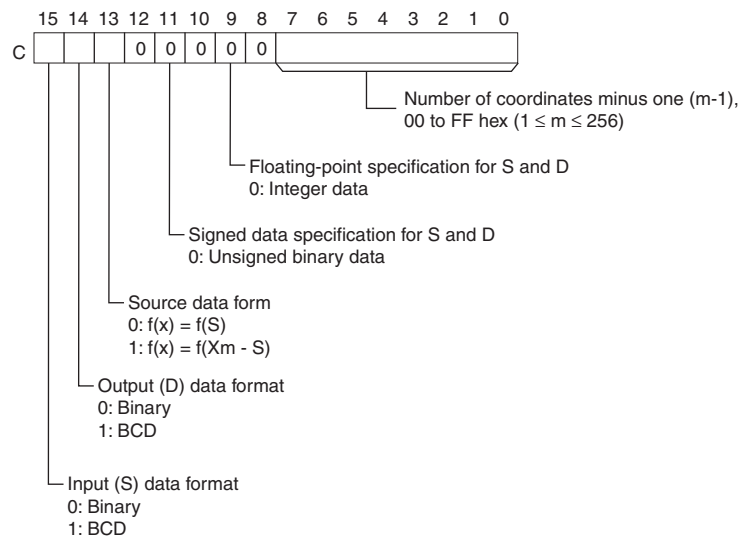 15 14 13 12 11 10 9 8 7 6 5 4 3 2 1 0
C 0 0 0 0 0
Number of coordinates minus one (m-1),
00 to FF hex (1 ≤ m ≤ 256)
Floating-point specification for S and D
0: Integer data
Signed data specification for S and D
0: Unsigned binary data
Source data form
0: f(x) = f(S)
1: f(x) = f(Xm - S)
Output (D) data format
0: Binary
1: BCD
Input (S) data format
0: Binary
1: BCD